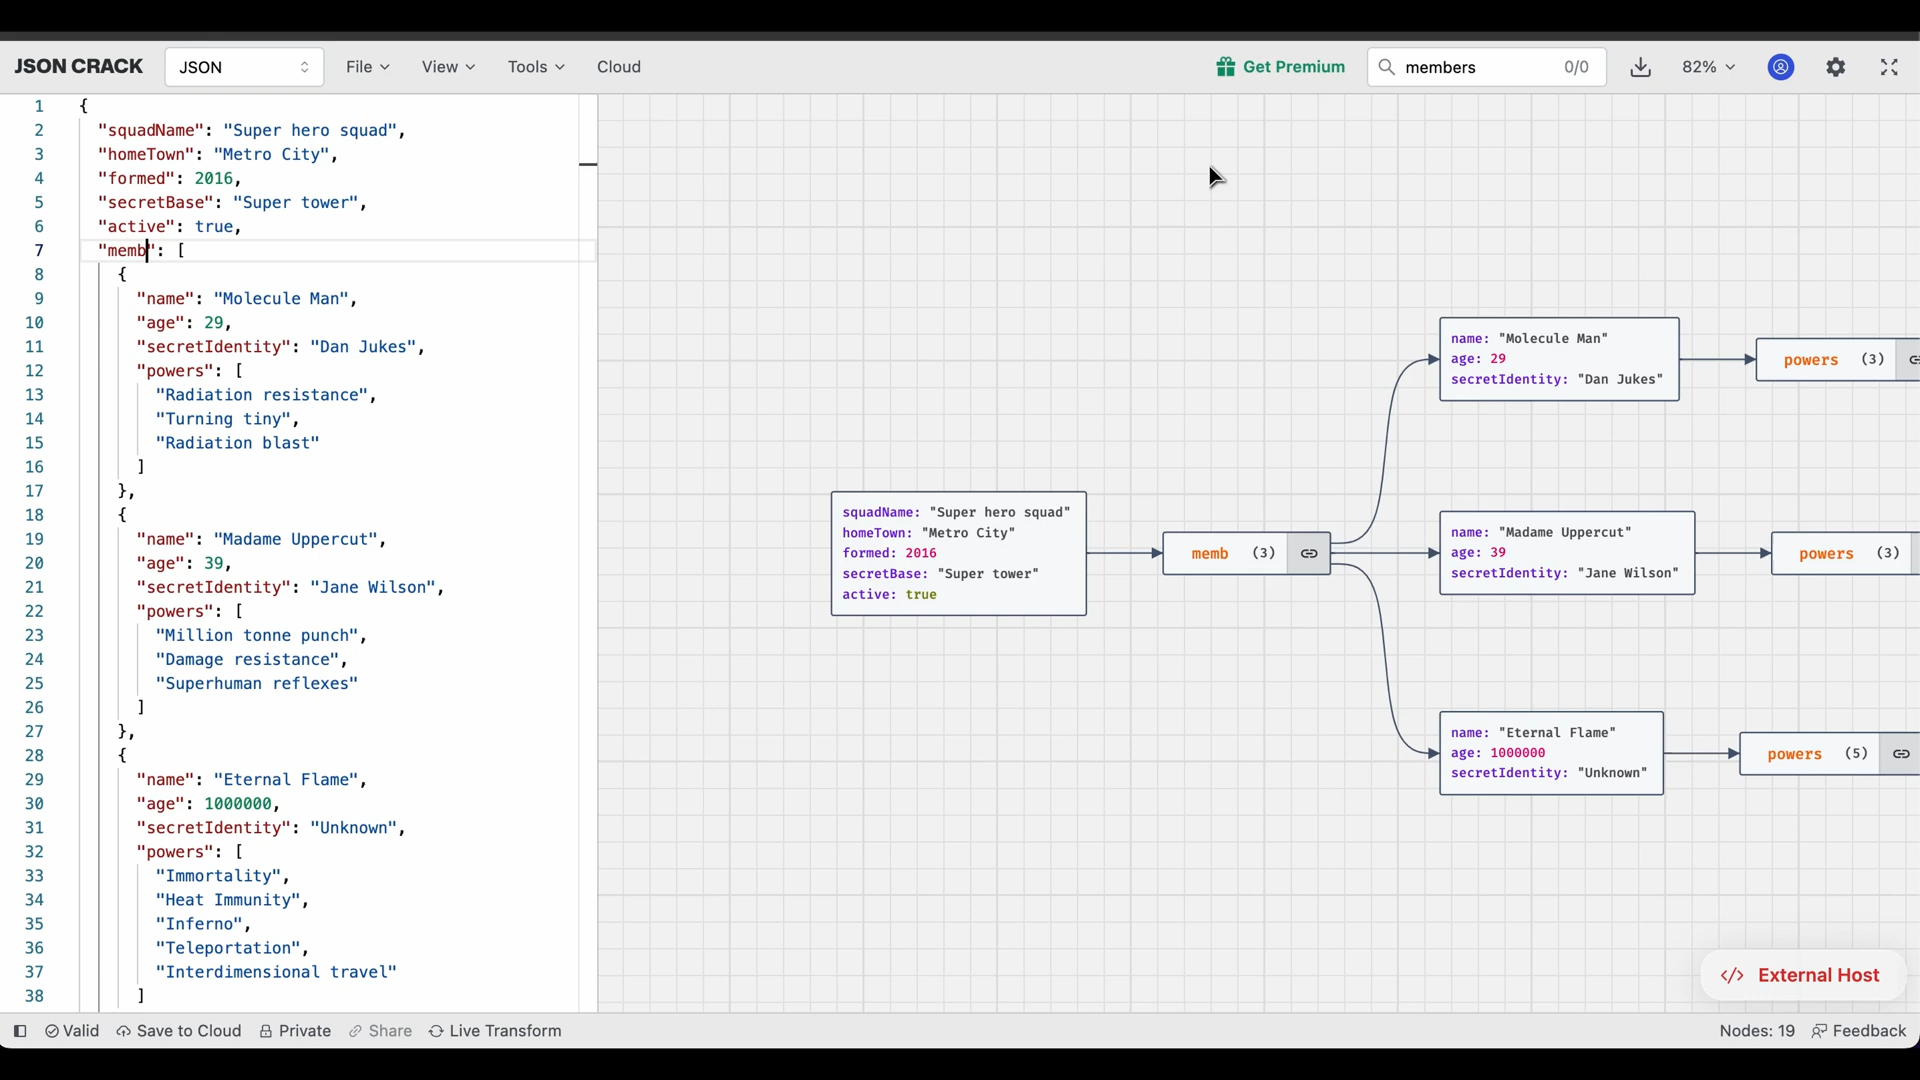 JSON CRACK
JSON
File
View
Tools
Cloud
Get Premium
members
0/0
82%
1 {
2 "squadName": "Super hero squad",
3 "homeTown": "Metro City",
4 "formed": 2016,
5 "secretBase": "Super tower",
6 "active": true,
7 "memb": [
8 {
9 "name": "Molecule Man",
10 "age": 29,
11 "secretIdentity": "Dan Jukes",
12 "powers": [
13 "Radiation resistance",
14 "Turning tiny",
15 "Radiation blast"
16 ]
17 },
18 {
19 "name": "Madame Uppercut",
20 "age": 39,
21 "secretIdentity": "Jane Wilson",
22 "powers": [
23 "Million tonne punch",
24 "Damage resistance",
25 "Superhuman reflexes"
26 ]
27 },
28 {
29 "name": "Eternal Flame",
30 "age": 1000000,
31 "secretIdentity": "Unknown",
32 "powers": [
33 "Immortality",
34 "Heat Immunity",
35 "Inferno",
36 "Teleportation",
37 "Interdimensional travel"
38 ]
squadName: "Super hero squad"
homeTown: "Metro City"
formed: 2016
secretBase: "Super tower"
active: true
memb (3)
name: "Molecule Man"
age: 29
secretIdentity: "Dan Jukes"
powers (3)
name: "Madame Uppercut"
age: 39
secretIdentity: "Jane Wilson"
powers (3)
name: "Eternal Flame"
age: 1000000
secretIdentity: "Unknown"
powers (5)
</> External Host
Valid
Save to Cloud
Private
Share
Live Transform
Nodes: 19
Feedback